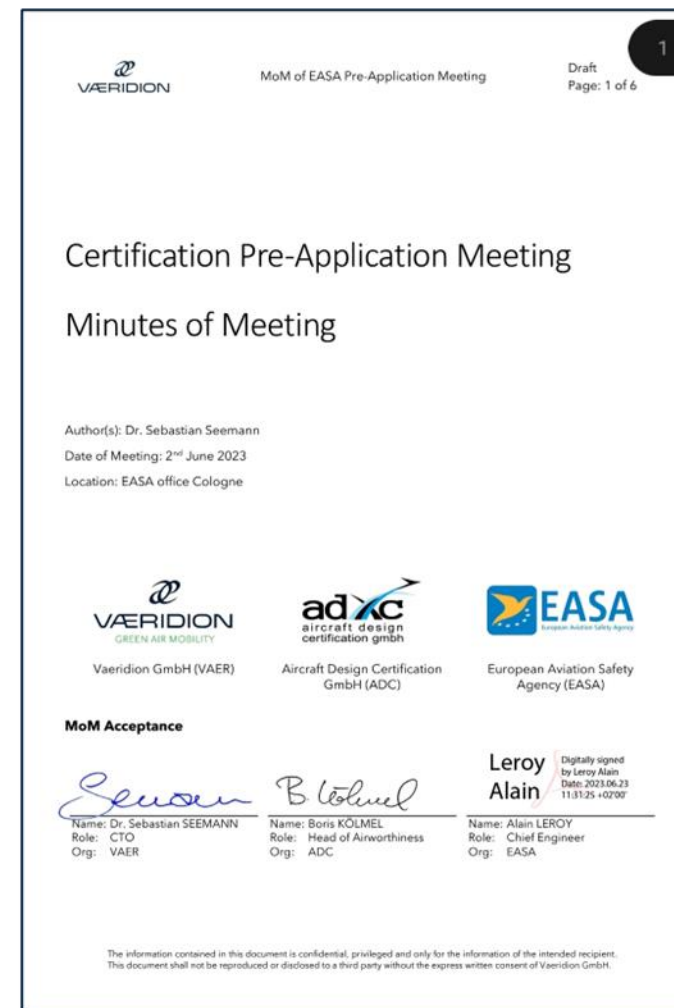 1
VÆRIDION
MoM of EASA Pre-Application Meeting
Draft
Page: 1 of 6
Certification Pre-Application Meeting
Minutes of Meeting
Author(s): Dr. Sebastian Seemann
Date of Meeting: 2nd June 2023
Location: EASA office Cologne
VÆRIDION
GREEN AIR MOBILITY
adxc
aircraft design
certification gmbh
EASA
European Aviation Safety Agency
Vaeridion GmbH (VAER)
Aircraft Design Certification
GmbH (ADC)
European Aviation Safety
Agency (EASA)
MoM Acceptance
Seemann
B. Kölmel
Leroy
Alain
Digitally signed
by Leroy Alain
Date: 2023.06.23
11:31:25 +02'00'
Name: Dr. Sebastian SEEMANN
Role: CTO
Org: VAER
Name: Boris KÖLMEL
Role: Head of Airworthiness
Org: ADC
Name: Alain LEROY
Role: Chief Engineer
Org: EASA
The information contained in this document is confidential, privileged and only for the information of the intended recipient.
This document shall not be reproduced or disclosed to a third party without the express written consent of Vaeridion GmbH.